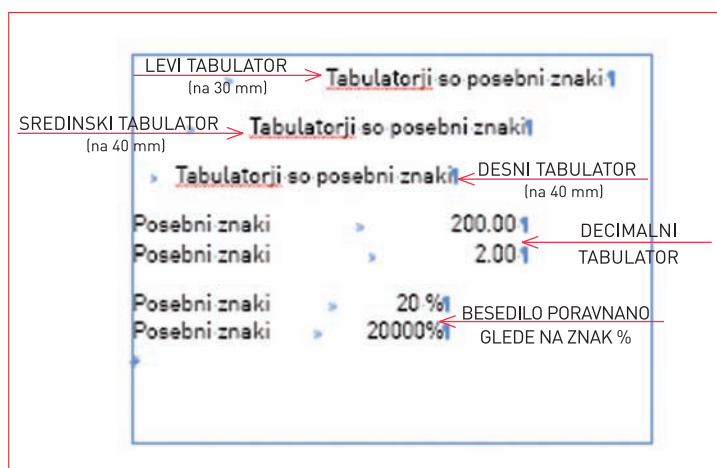 LEVI TABULATOR Tabulatorji so posebni znaki¶
(na 30 mm)
SREDINSKI TABULATOR Tabulatorji so posebni znaki¶
(na 40 mm)
Tabulatorji so posebni znaki¶ DESNI TABULATOR
(na 40 mm)
Posebni znaki 200.00¶
DECIMALNI
Posebni znaki 2.00¶
TABULATOR
Posebni znaki 20 %¶
BESEDILO PORAVNANO
Posebni znaki 20000%¶
GLEDE NA ZNAK %